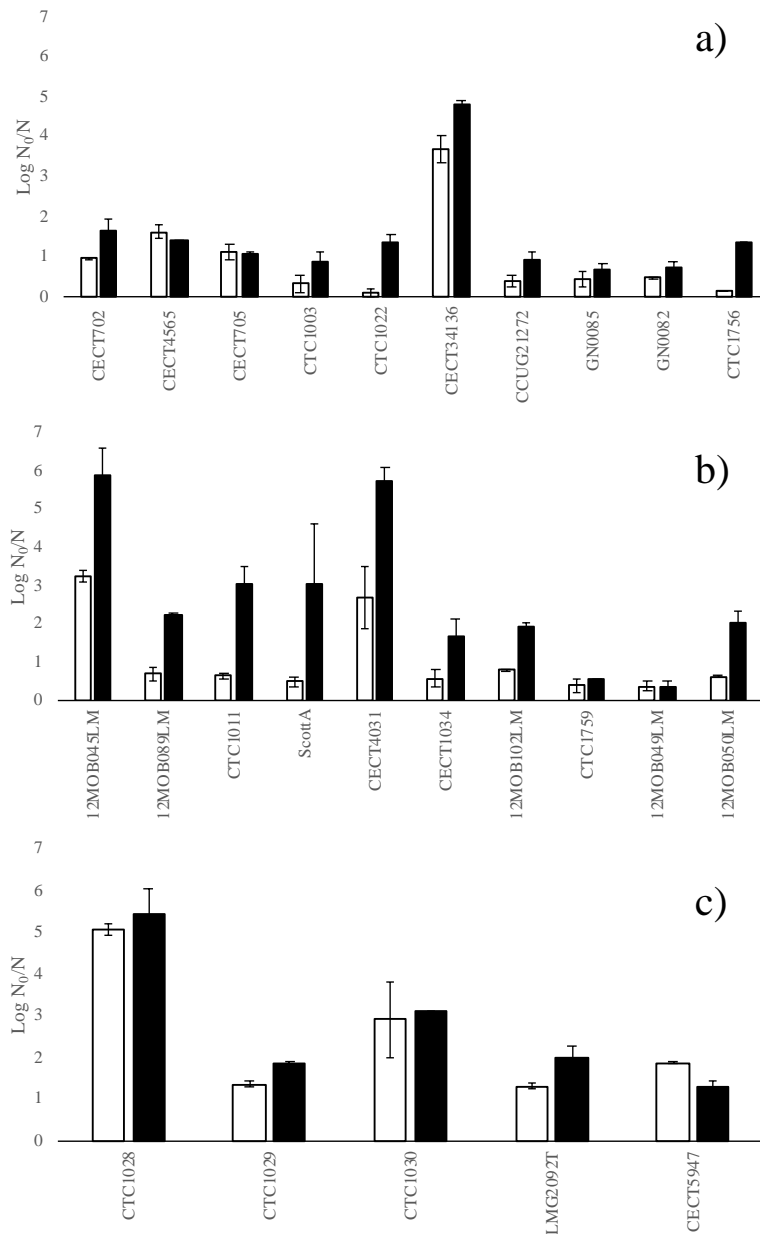 a)
Log N₀/N
7
6
5
4
3
2
1
0
CECT702
CECT4565
CECT705
CTC1003
CTC1022
CECT34136
CCUG21272
GN0085
GN0082
CTC1756
b)
Log N₀/N
7
6
5
4
3
2
1
0
12MOB045LM
12MOB089LM
CTC1011
ScottA
CECT4031
CECT1034
12MOB102LM
CTC1759
12MOB049LM
12MOB050LM
c)
Log N₀/N
7
6
5
4
3
2
1
0
CTC1028
CTC1029
CTC1030
LMG2092T
CECT5947